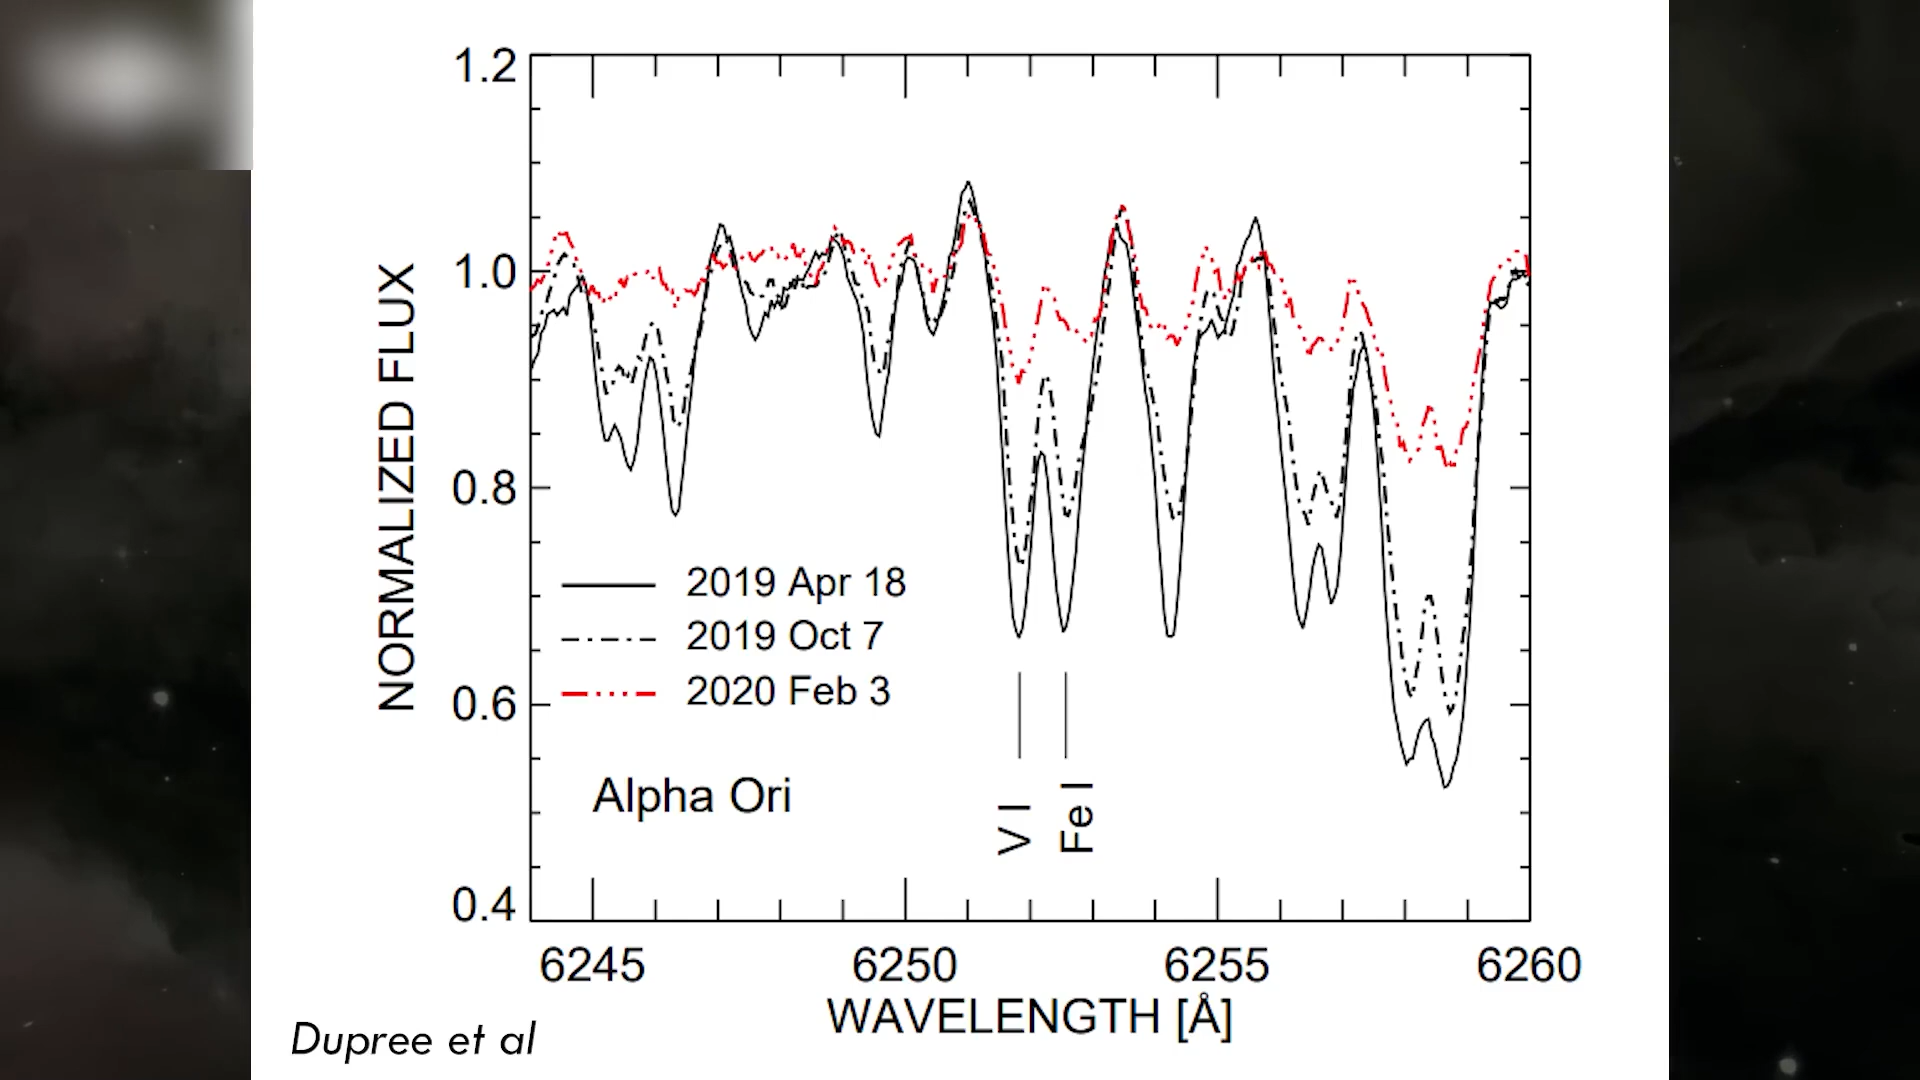 1.2
1.0
0.8
0.6
0.4
NORMALIZED FLUX
2019 Apr 18
2019 Oct 7
2020 Feb 3
Alpha Ori
V I
Fe I
6245 6250 6255 6260
WAVELENGTH [Å]
Dupree et al